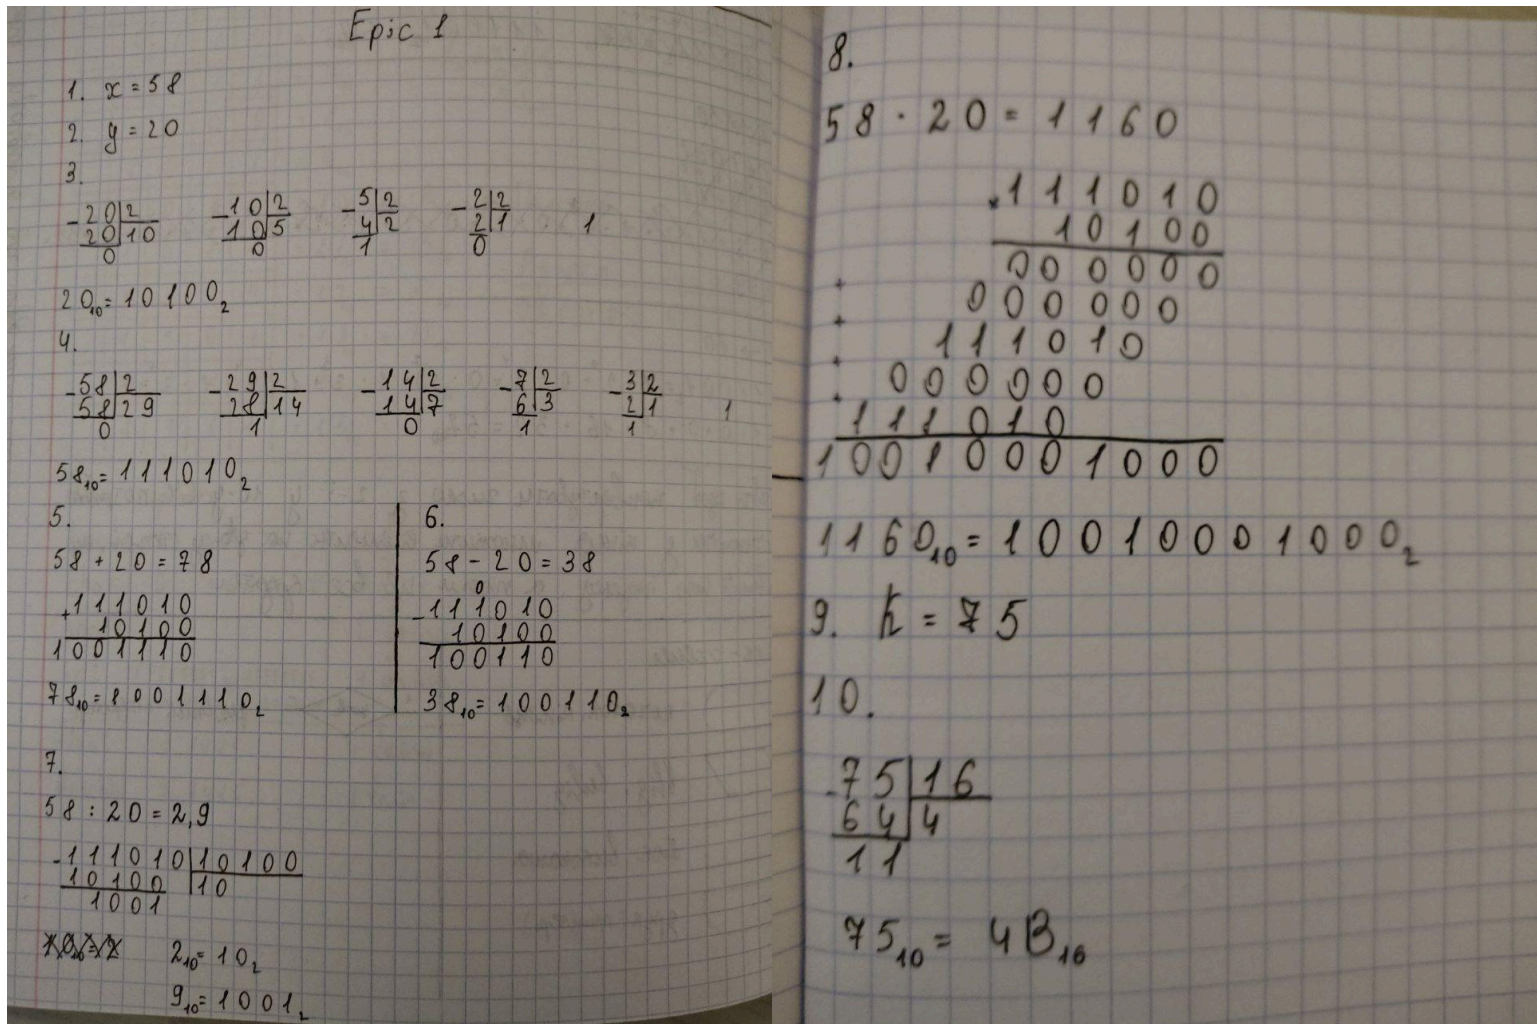 Epic 1
1. x = 58
2. y = 20
3.
-20|2 -10|2 -5|2 -2|2
20|10 10|5 4|2 2|1 1
0 0 1 0
20₁₀ = 10100₂
4.
-58|2 -29|2 -14|2 -7|2 -3|2
58|29 28|14 14|7 6|3 2|1 1
0 1 0 1 1
58₁₀ = 111010₂
5.
58 + 20 = 78
+111010
10100
1001110
78₁₀ = 1001110₂
6.
58 - 20 = 38
0
-111010
10100
100110
38₁₀ = 100110₂
7.
58 : 20 = 2,9
-111010|10100
10100|10
1001
2₁₀ = 10₂
9₁₀ = 1001₂
8.
58 · 20 = 1160
.111010
10100
000000
+
000000
+
111010
+
000000
+
111010
10010001000
1160₁₀ = 10010001000₂
9. K = 75
10.
-75|16
64|4
11
75₁₀ = 4B₁₆